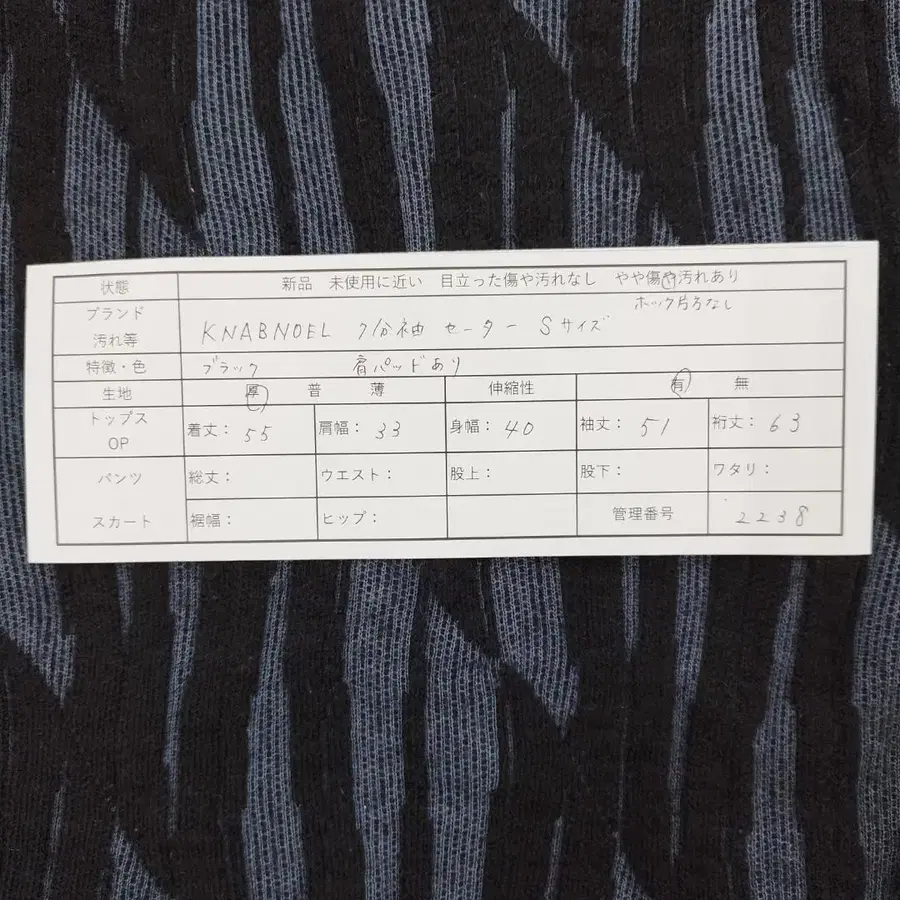 状態 新品 未使用に近い 目立った傷や汚れなし やや傷や汚れあり
ブランド ホック片方なし
汚れ等 KNABNOEL 7分袖 セーター Sサイズ
特徴・色 ブラック 肩パッドあり
生地 厚 普 薄 伸縮性 有 無
トップス
OP 着丈: 55 肩幅: 33 身幅: 40 袖丈: 51 裄丈: 63
パンツ 総丈: ウエスト: 股上: 股下: ワタリ:
スカート 裾幅: ヒップ: 管理番号 2238